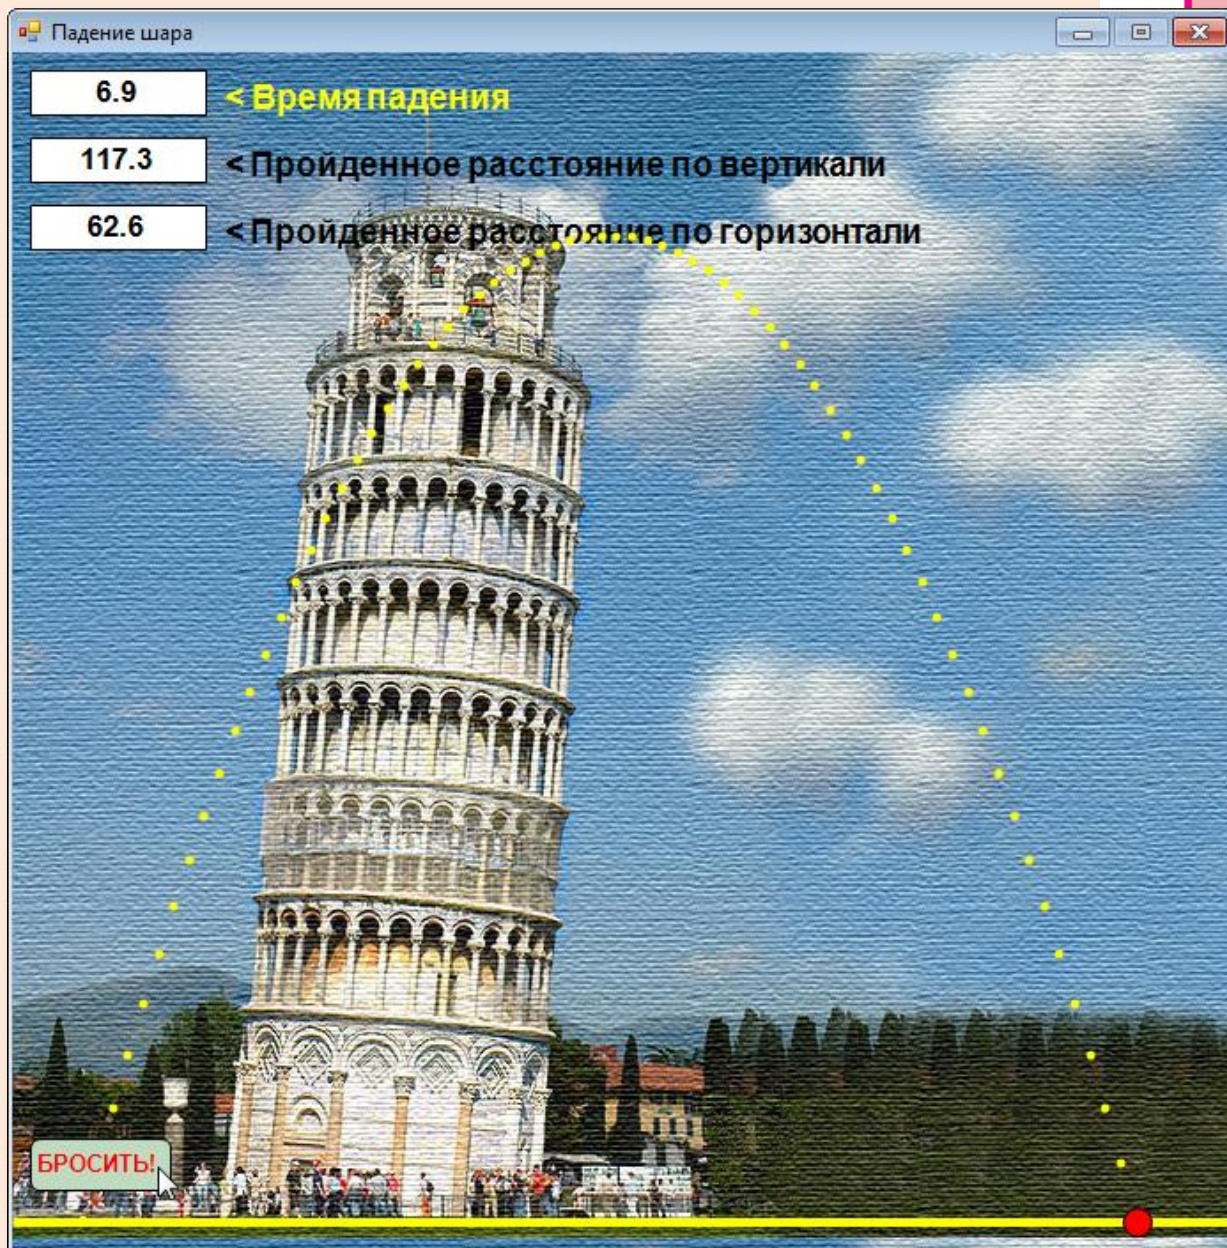 Падение шара
6.9 < Время падения
117.3 < Пройденное расстояние по вертикали
62.6 < Пройденное расстояние по горизонтали
БРОСИТЬ!